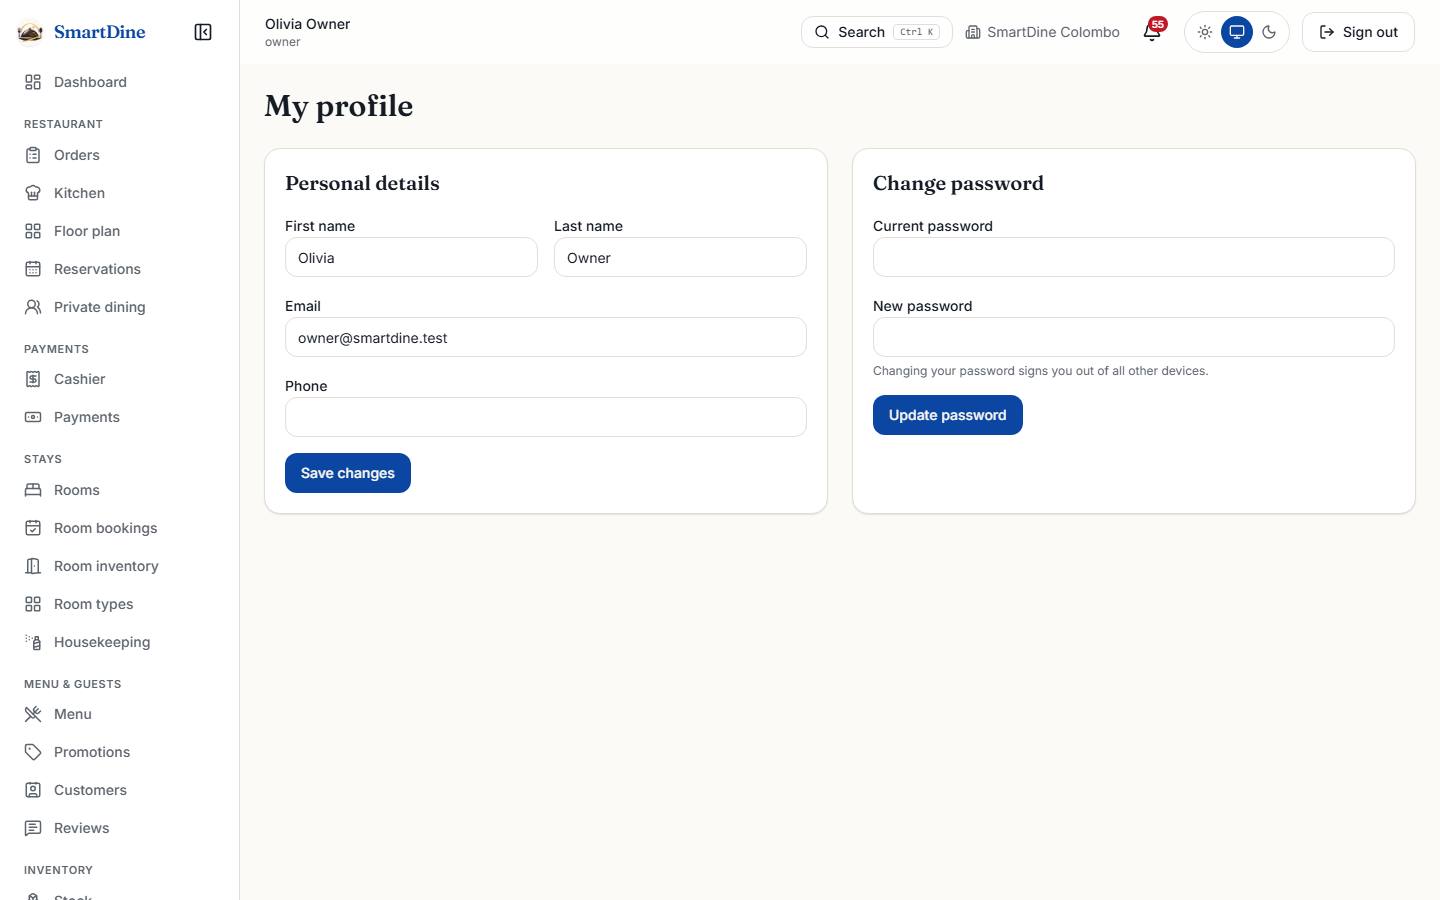 SmartDine
Olivia Owner
owner
Search Ctrl K
SmartDine Colombo
55
Sign out
Dashboard
RESTAURANT
Orders
Kitchen
Floor plan
Reservations
Private dining
PAYMENTS
Cashier
Payments
STAYS
Rooms
Room bookings
Room inventory
Room types
Housekeeping
MENU & GUESTS
Menu
Promotions
Customers
Reviews
INVENTORY
Stock
My profile
Personal details
First name
Olivia
Last name
Owner
Email
owner@smartdine.test
Phone
Save changes
Change password
Current password
New password
Changing your password signs you out of all other devices.
Update password